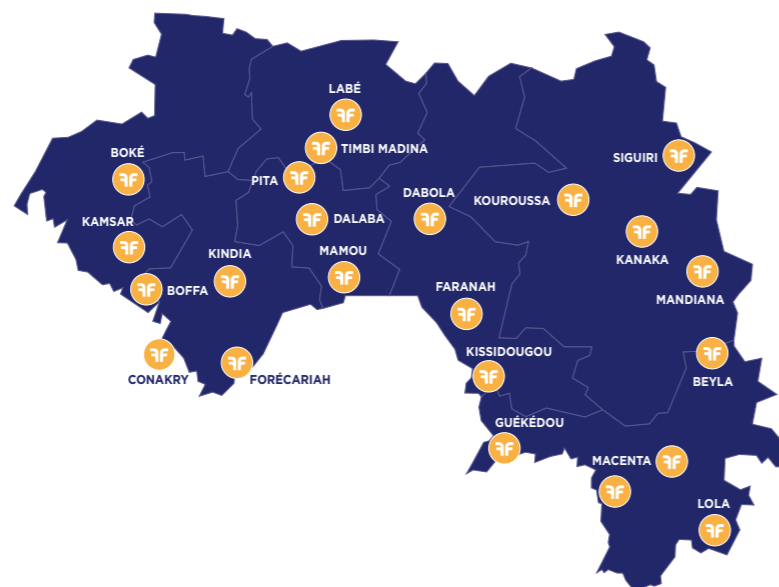 LABÉ
TIMBI MADINA
BOKÉ
SIGUIRI
PITA
DABOLA
KOUROUSSA
KAMSAR
DALABA
KINDIA
MAMOU
KANAKA
BOFFA
FARANAH
MANDIANA
KISSIDOUGOU
CONAKRY
FORÉCARIAH
BEYLA
GUÉKÉDOU
MACENTA
LOLA